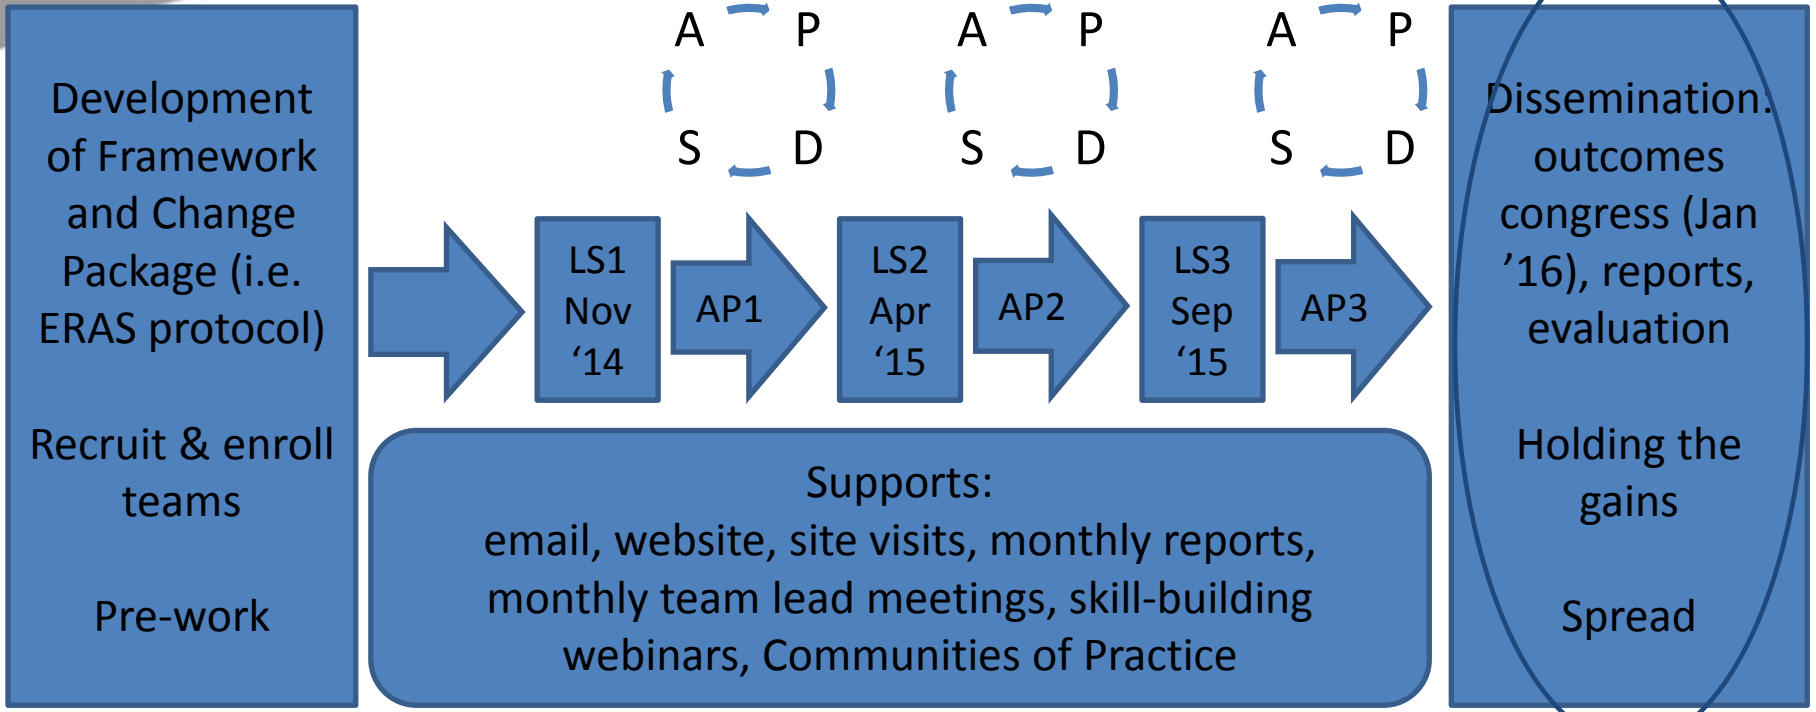 Development
of Framework
and Change
Package (i.e.
ERAS protocol)
Recruit & enroll
teams
Pre-work
A P
S D
A P
S D
A P
S D
LS1
Nov
‘14
AP1
LS2
Apr
‘15
AP2
LS3
Sep
‘15
AP3
Supports:
email, website, site visits, monthly reports,
monthly team lead meetings, skill-building
webinars, Communities of Practice
Dissemination:
outcomes
congress (Jan
’16), reports,
evaluation
Holding the
gains
Spread